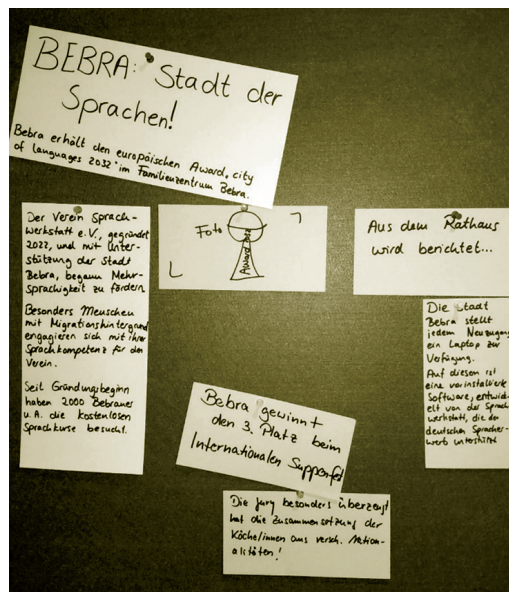 BEBRA: Stadt der
Sprachen!
Bebra erhält den europäischen Award, city
of languages 2032" im Familienzentrum Bebra.
Der Verein Sprach-
werkstatt e.V., gegründet
2022, und mit Unter-
stützung der Stadt
Bebra, begann Mehr-
sprachigkeit zu fördern
Besonders Menschen
mit Migrationshintergrund
engagieren sich mit ihrer
Sprachkompetenz für den
Verein.
Seit Gründungsbeginn
haben 2000 Bebraner
u.A. die kostenlosen
Sprachkurse besucht.
Foto
Award 2032
Aus dem Rathaus
wird berichtet...
Die Stadt
Bebra stellt
jedem Neuzugang
ein Laptop zur
Verfügung.
Auf diesem ist
eine vorinstallierte
Software, entwick-
elt von der Sprach
werkstatt, die den
deutschen Spracher-
werb unterstützt
Bebra gewinnt
den 3. Platz beim
Internationalen Suppenfest
Die Jury besonders überzeugt
hat die Zusammensetzung der
Köche/innen aus versch. Nation-
alitäten!